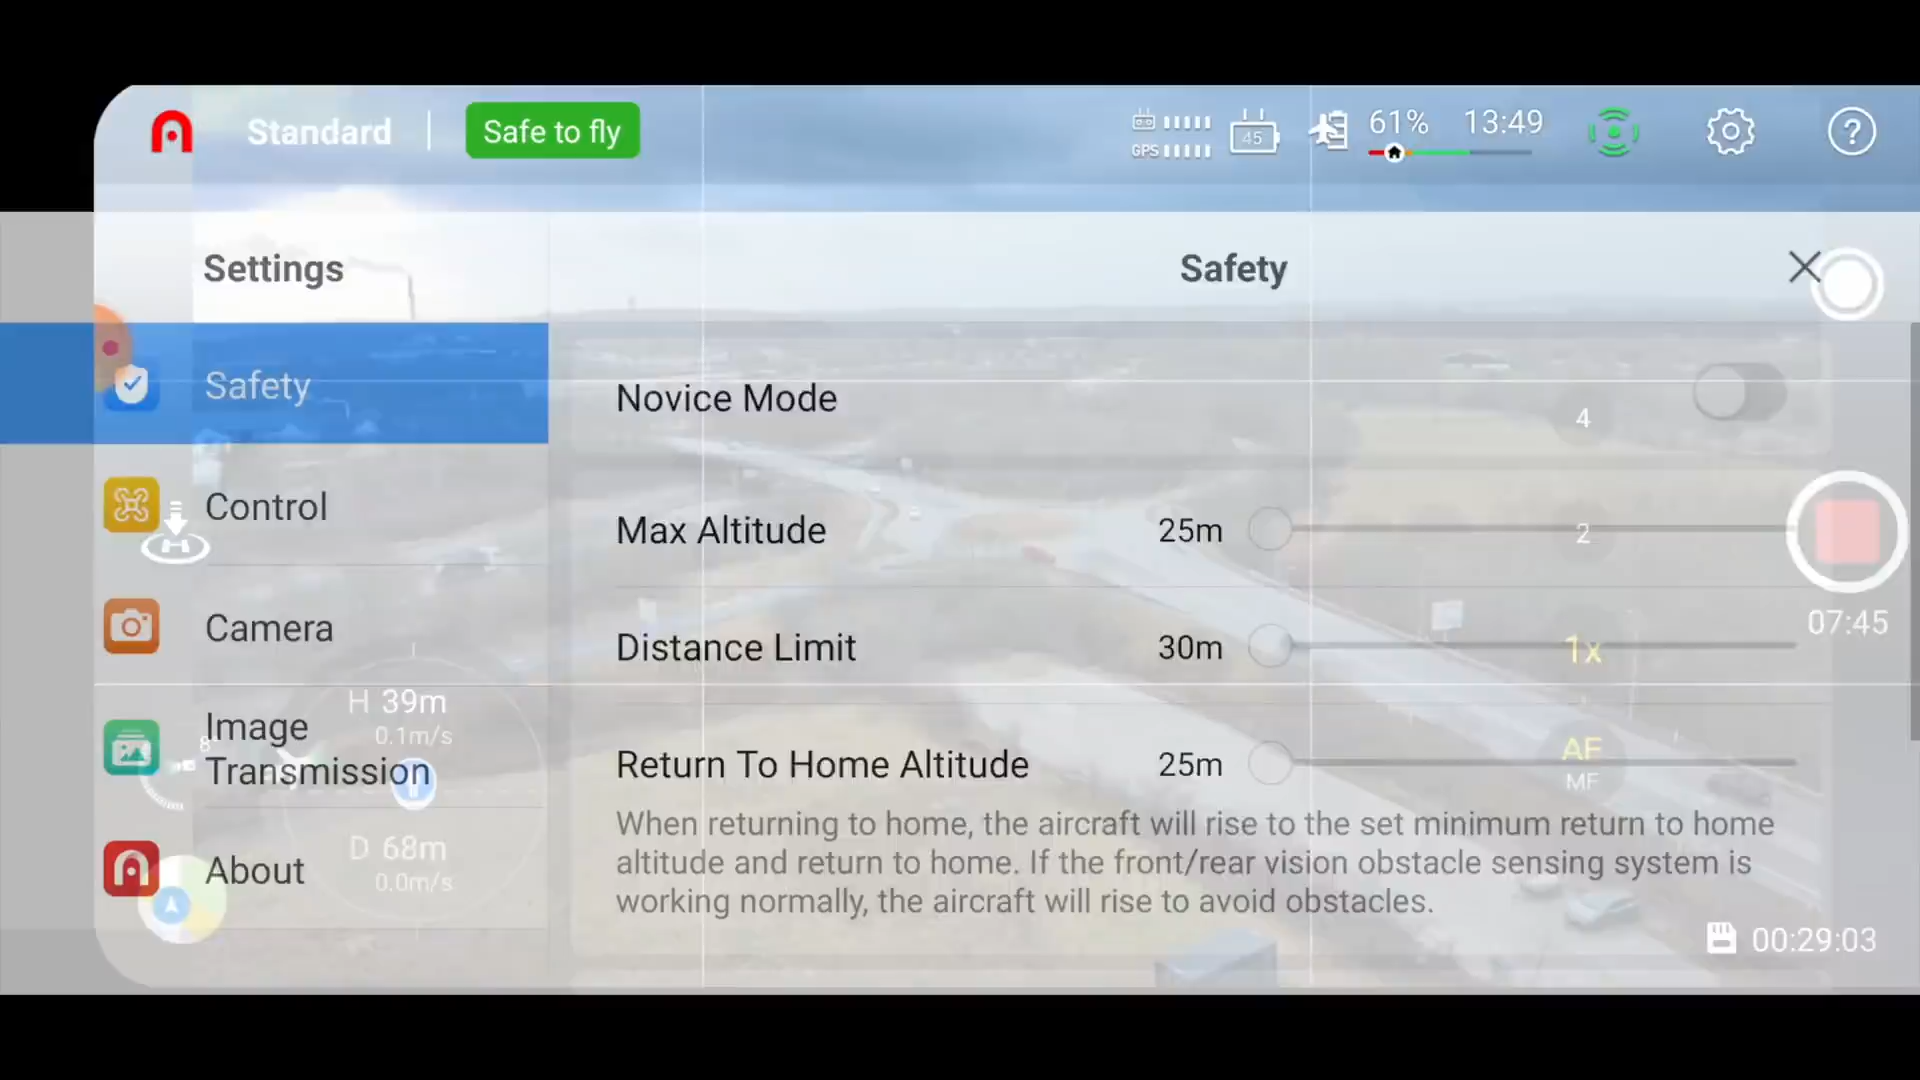 Standard
Safe to fly
GPS
45
61%
13:49
Settings
Safety
Safety
Novice Mode
4
Control
Max Altitude
25m
2
Camera
Distance Limit
30m
1x
07:45
H 39m
0.1m/s
Image
Transmission
8
Return To Home Altitude
25m
AF
MF
When returning to home, the aircraft will rise to the set minimum return to home
altitude and return to home. If the front/rear vision obstacle sensing system is
working normally, the aircraft will rise to avoid obstacles.
D 68m
0.0m/s
About
00:29:03